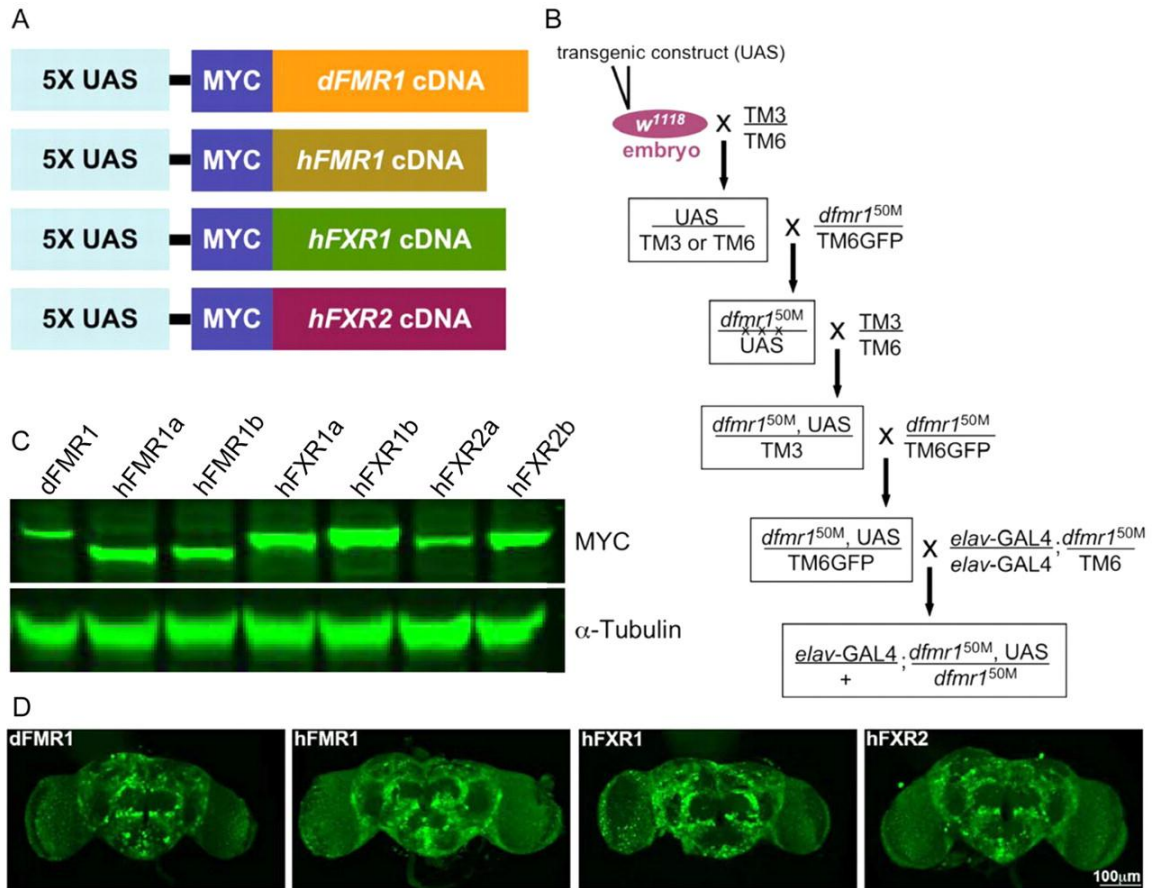 A
5X UAS MYC dFMR1 cDNA
5X UAS MYC hFMR1 cDNA
5X UAS MYC hFXR1 cDNA
5X UAS MYC hFXR2 cDNA
B
transgenic construct (UAS)
w1118 x TM3
TM6
embryo
UAS
TM3 or TM6
x
dfmr150M
TM6GFP
dfmr150M
x x x
UAS
x
TM3
TM6
dfmr150M, UAS
TM3
x
dfmr150M
TM6GFP
dfmr150M, UAS
TM6GFP
x
elav-GAL4
elav-GAL4
;
dfmr150M
TM6
elav-GAL4
+
;
dfmr150M, UAS
dfmr150M
C
dFMR1 hFMR1a hFMR1b hFXR1a hFXR1b hFXR2a hFXR2b
MYC
α-Tubulin
D
dFMR1 hFMR1 hFXR1 hFXR2
100μm